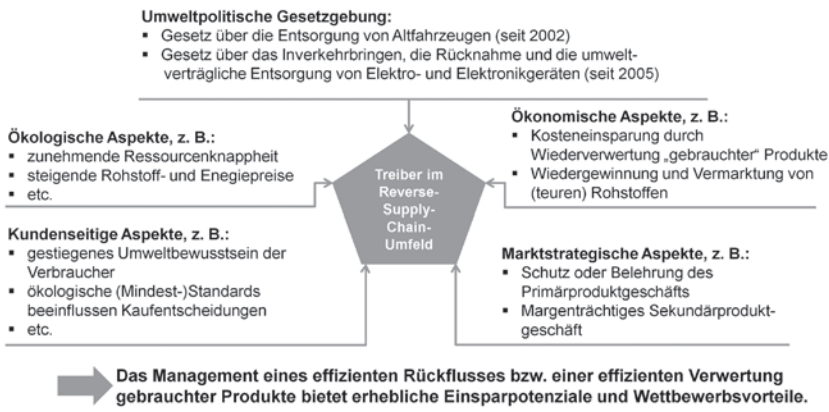 Umweltpolitische Gesetzgebung:
▪ Gesetz über die Entsorgung von Altfahrzeugen (seit 2002)
▪ Gesetz über das Inverkehrbringen, die Rücknahme und die umwelt-
verträgliche Entsorgung von Elektro- und Elektronikgeräten (seit 2005)
Ökologische Aspekte, z. B.:
▪ zunehmende Ressourcenknappheit
▪ steigende Rohstoff- und Enegiepreise
▪ etc.
Ökonomische Aspekte, z. B.:
▪ Kosteneinsparung durch
Wiederverwertung „gebrauchter“ Produkte
▪ Wiedergewinnung und Vermarktung von
(teuren) Rohstoffen
Treiber im
Reverse-
Supply-
Chain-
Umfeld
Kundenseitige Aspekte, z. B.:
▪ gestiegenes Umweltbewusstsein der
Verbraucher
▪ ökologische (Mindest-)Standards
beeinflussen Kaufentscheidungen
▪ etc.
Marktstrategische Aspekte, z. B.:
▪ Schutz oder Belehrung des
Primärproduktgeschäfts
▪ Margenträchtiges Sekundärprodukt-
geschäft
Das Management eines effizienten Rückflusses bzw. einer effizienten Verwertung
gebrauchter Produkte bietet erhebliche Einsparpotenziale und Wettbewerbsvorteile.